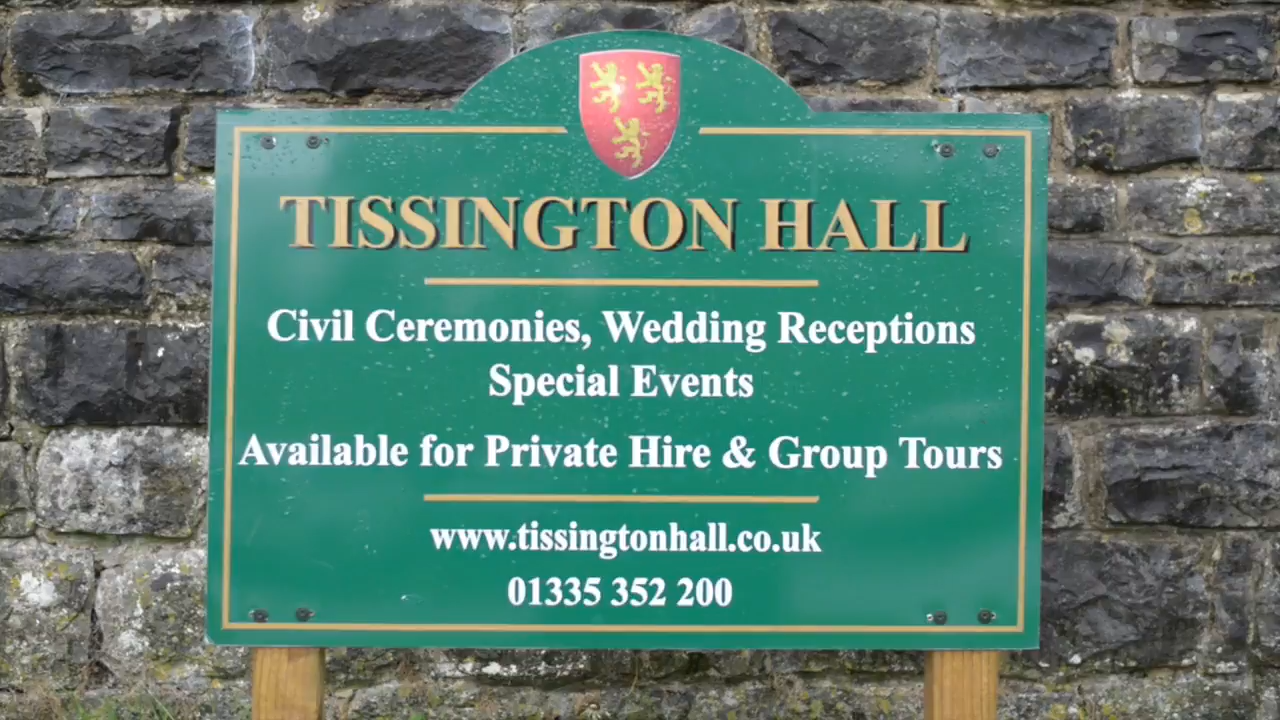 TISSINGTON HALL
Civil Ceremonies, Wedding Receptions
Special Events
Available for Private Hire & Group Tours
www.tissingtonhall.co.uk
01335 352 200